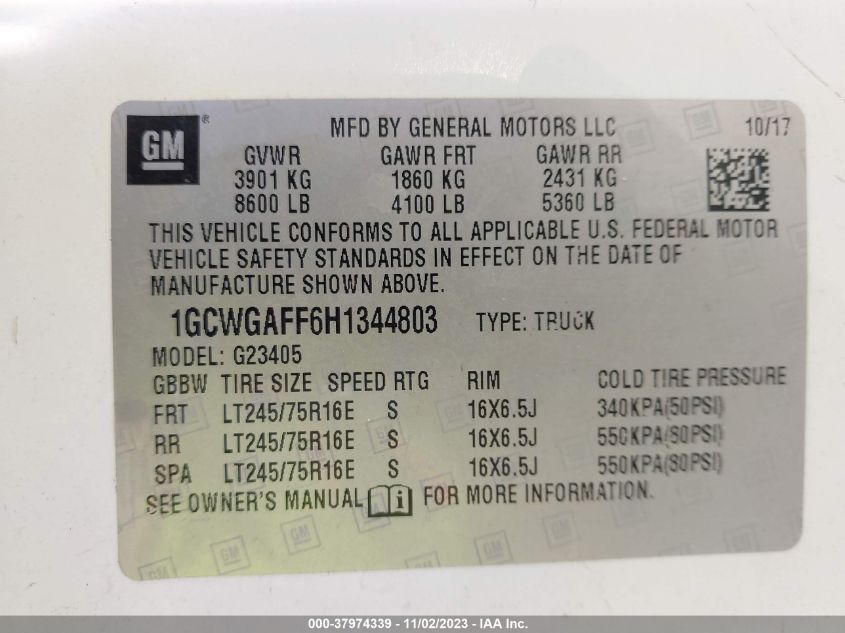 GM ®
MFD BY GENERAL MOTORS LLC 10/17
GVWR GAWR FRT GAWR RR
3901 KG 1860 KG 2431 KG
8600 LB 4100 LB 5360 LB
THIS VEHICLE CONFORMS TO ALL APPLICABLE U.S. FEDERAL MOTOR
VEHICLE SAFETY STANDARDS IN EFFECT ON THE DATE OF
MANUFACTURE SHOWN ABOVE.
1GCWGAFF6H1344803 TYPE: TRUCK
MODEL: G23405
GBBW TIRE SIZE SPEED RTG RIM COLD TIRE PRESSURE
FRT LT245/75R16E S 16X6.5J 340KPA(50PSI)
RR LT245/75R16E S 16X6.5J 550KPA(80PSI)
SPA LT245/75R16E S 16X6.5J 550KPA(80PSI)
SEE OWNER'S MANUAL i FOR MORE INFORMATION.
000-37974339 - 11/02/2023 - IAA Inc.